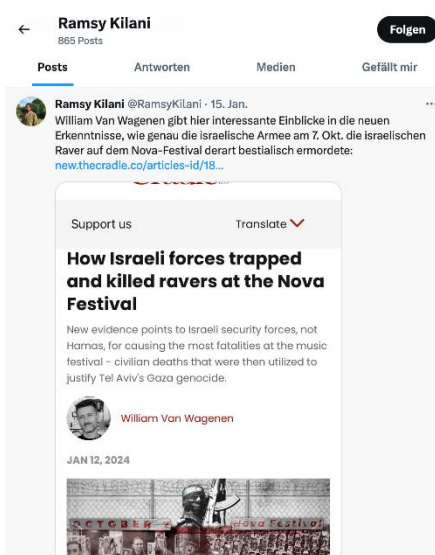 Ramsy Kilani
865 Posts
Folgen
Posts Antworten Medien Gefällt mir
Ramsy Kilani @RamsyKilani · 15. Jan.
William Van Wagenen gibt hier interessante Einblicke in die neuen
Erkenntnisse, wie genau die israelische Armee am 7. Okt. die israelischen
Raver auf dem Nova-Festival derart bestialisch ermordete:
new.thecradle.co/articles-id/18...
Support us Translate
How Israeli forces trapped
and killed ravers at the Nova
Festival
New evidence points to Israeli security forces, not
Hamas, for causing the most fatalities at the music
festival – civilian deaths that were then utilized to
justify Tel Aviv's Gaza genocide.
William Van Wagenen
JAN 12, 2024
OCTOBER 7 Nova Festival